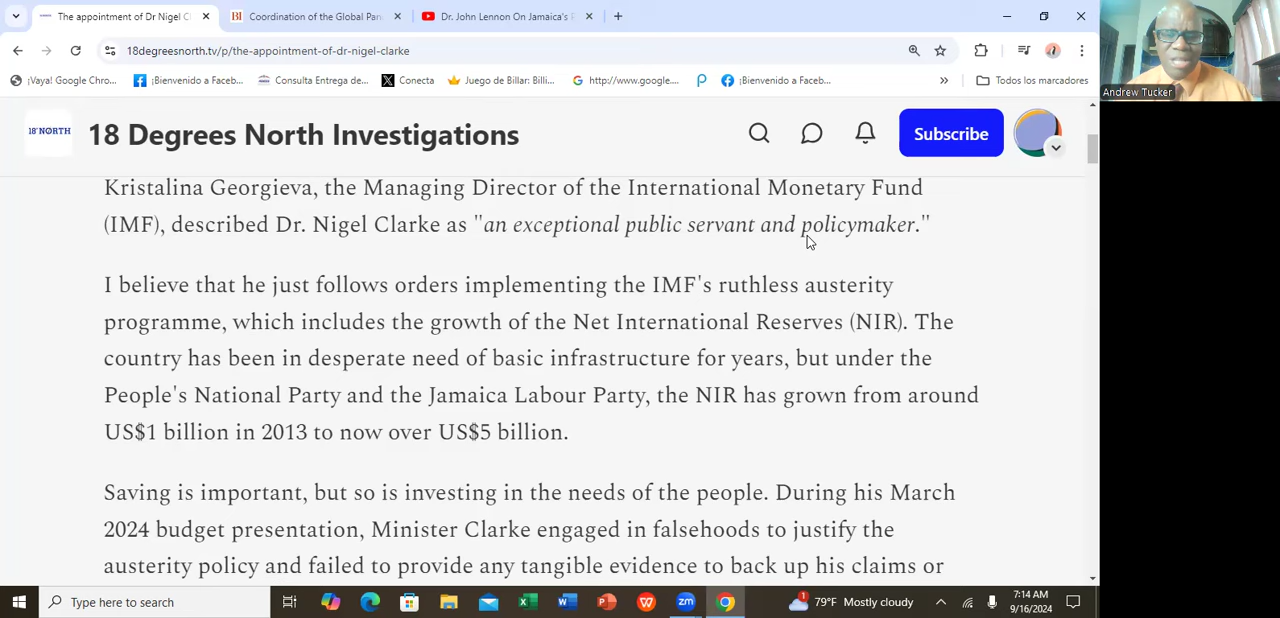 The appointment of Dr Nigel Cl
Coordination of the Global Pan
Dr. John Lennon On Jamaica's
18degreesnorth.tv/p/the-appointment-of-dr-nigel-clarke
¡Vaya! Google Chro...
¡Bienvenido a Faceb...
Consulta Entrega de...
Conecta
Juego de Billar: Billi...
http://www.google....
¡Bienvenido a Faceb...
Todos los marcadores
Andrew Tucker
18° NORTH
18 Degrees North Investigations
Subscribe
Kristalina Georgieva, the Managing Director of the International Monetary Fund
(IMF), described Dr. Nigel Clarke as "an exceptional public servant and policymaker."
I believe that he just follows orders implementing the IMF's ruthless austerity
programme, which includes the growth of the Net International Reserves (NIR). The
country has been in desperate need of basic infrastructure for years, but under the
People's National Party and the Jamaica Labour Party, the NIR has grown from around
US$1 billion in 2013 to now over US$5 billion.
Saving is important, but so is investing in the needs of the people. During his March
2024 budget presentation, Minister Clarke engaged in falsehoods to justify the
austerity policy and failed to provide any tangible evidence to back up his claims or
Type here to search
zm
1
79°F Mostly cloudy
7:14 AM
9/16/2024